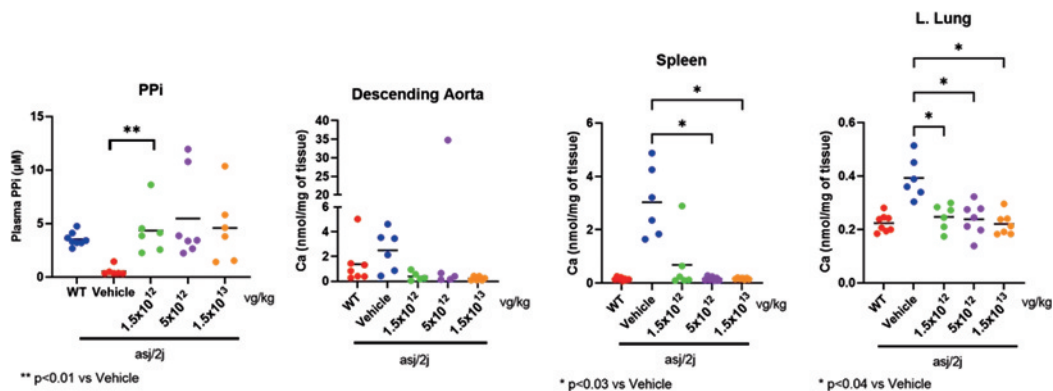 PPi
Plasma PPi (µM)
15
10
5
0
WT
Vehicle
1.5x10¹²
5x10¹²
1.5x10¹³
vg/kg
asj/2j
** p<0.01 vs Vehicle
**
Descending Aorta
Ca (nmol/mg of tissue)
40
35
30
25
20
6
4
2
0
WT
Vehicle
1.5x10¹²
5x10¹²
1.5x10¹³
vg/kg
asj/2j
Spleen
Ca (nmol/mg of tissue)
6
4
2
0
*
*
WT
Vehicle
1.5x10¹²
5x10¹²
1.5x10¹³
vg/kg
asj/2j
* p<0.03 vs Vehicle
L. Lung
Ca (nmol/mg of tissue)
0.6
0.4
0.2
0.0
*
*
*
WT
Vehicle
1.5x10¹²
5x10¹²
1.5x10¹³
vg/kg
asj/2j
* p<0.04 vs Vehicle